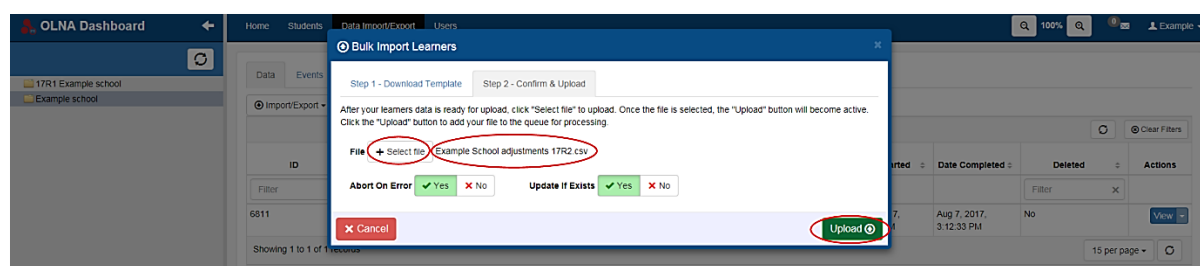 OLNA Dashboard
Home Students Data Import/Export Users
100%
0
Example
17R1 Example school
Example school
Data Events
Import/Export
Bulk Import Learners
Step 1 - Download Template Step 2 - Confirm & Upload
After your learners data is ready for upload, click "Select file" to upload. Once the file is selected, the "Upload" button will become active.
Click the "Upload" button to add your file to the queue for processing.
File + Select file Example School adjustments 17R2.csv
Abort On Error Yes No Update If Exists Yes No
Cancel Upload
Clear Filters
ID Date Completed Deleted Actions
Filter Filter
6811 Aug 7, 2017, No View
3:12:33 PM
Showing 1 to 1 of 1 records
15 per page